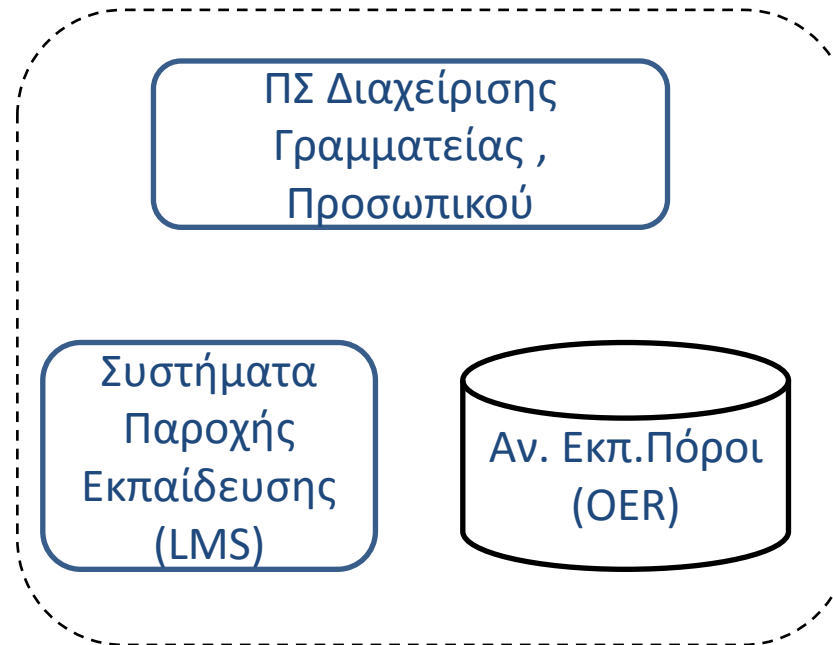 ΠΣ Διαχείρισης
Γραμματείας ,
Προσωπικού
Συστήματα
Παροχής
Εκπαίδευσης
(LMS)
Αν. Εκπ.Πόροι
(OER)